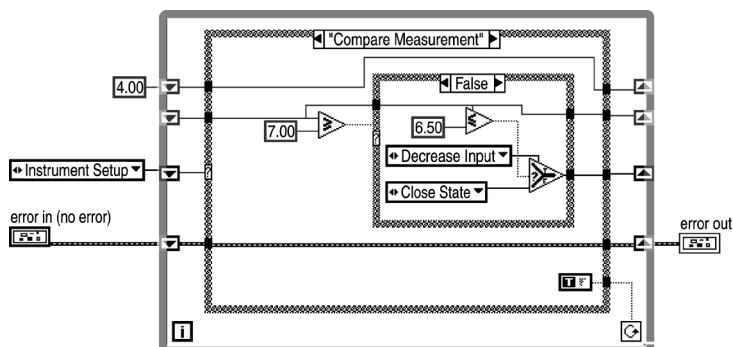 "Compare Measurement"
4.00
False
7.00
6.50
?
Decrease Input
Instrument Setup
?
?
Close State
error in (no error)
error out
T F
i